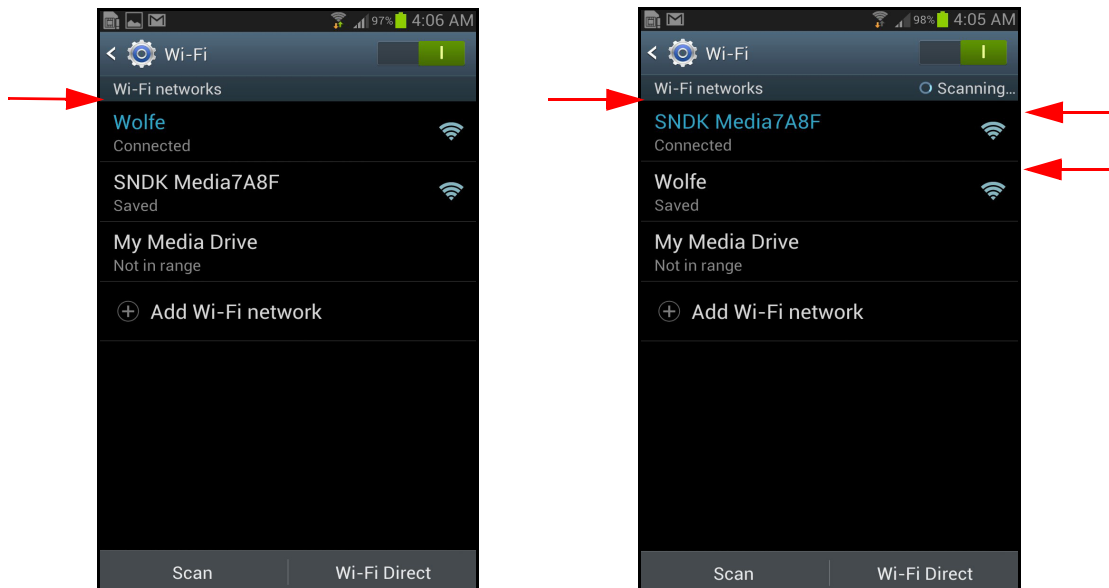 97% 4:06 AM
Wi-Fi
Wi-Fi networks
Wolfe
Connected
SNDK Media7A8F
Saved
My Media Drive
Not in range
Add Wi-Fi network
Scan Wi-Fi Direct
98% 4:05 AM
Wi-Fi
Wi-Fi networks Scanning...
SNDK Media7A8F
Connected
Wolfe
Saved
My Media Drive
Not in range
Add Wi-Fi network
Scan Wi-Fi Direct